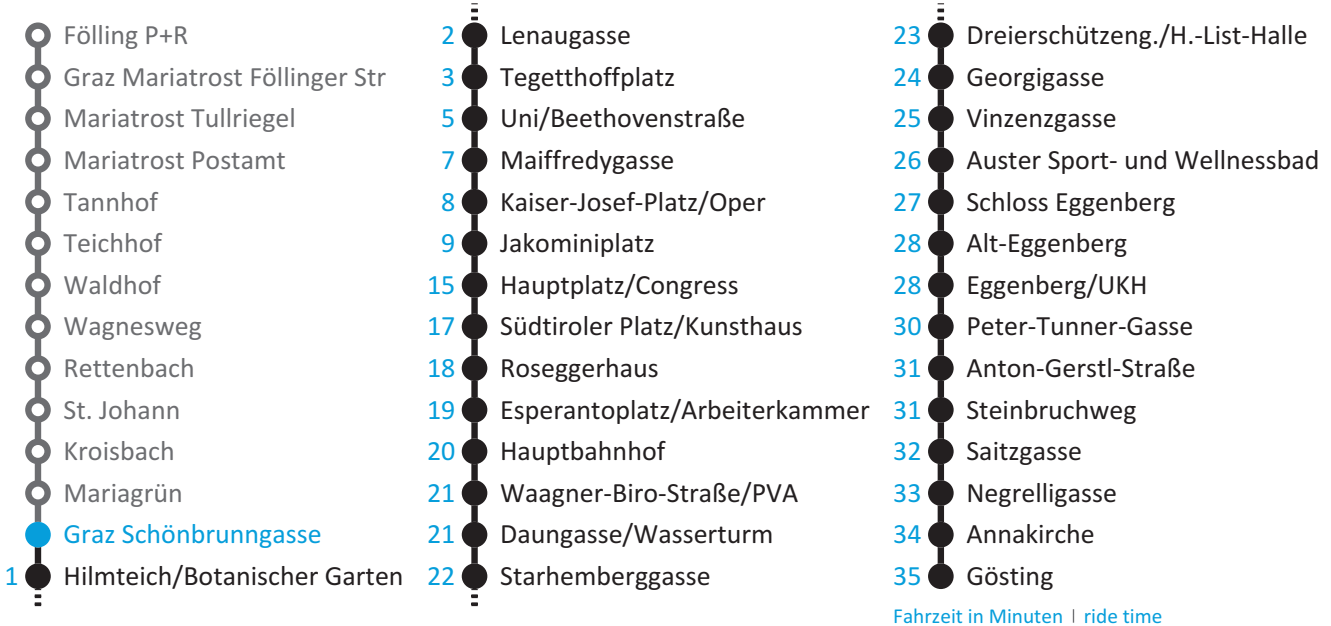 Fölling P+R
Graz Mariatrost Föllinger Str
Mariatrost Tullriegel
Mariatrost Postamt
Tannhof
Teichhof
Waldhof
Wagnesweg
Rettenbach
St. Johann
Kroisbach
Mariagrün
Graz Schönbrunngasse
1 Hilmteich/Botanischer Garten
2 Lenaugasse
3 Tegetthoffplatz
5 Uni/Beethovenstraße
7 Maiffredygasse
8 Kaiser-Josef-Platz/Oper
9 Jakominiplatz
15 Hauptplatz/Congress
17 Südtiroler Platz/Kunsthaus
18 Roseggerhaus
19 Esperantoplatz/Arbeiterkammer
20 Hauptbahnhof
21 Waagner-Biro-Straße/PVA
21 Daungasse/Wasserturm
22 Starhemberggasse
23 Dreierschützeng./H.-List-Halle
24 Georgigasse
25 Vinzenzgasse
26 Auster Sport- und Wellnessbad
27 Schloss Eggenberg
28 Alt-Eggenberg
28 Eggenberg/UKH
30 Peter-Tunner-Gasse
31 Anton-Gerstl-Straße
31 Steinbruchweg
32 Saitzgasse
33 Negrelligasse
34 Annakirche
35 Gösting
Fahrzeit in Minuten | ride time